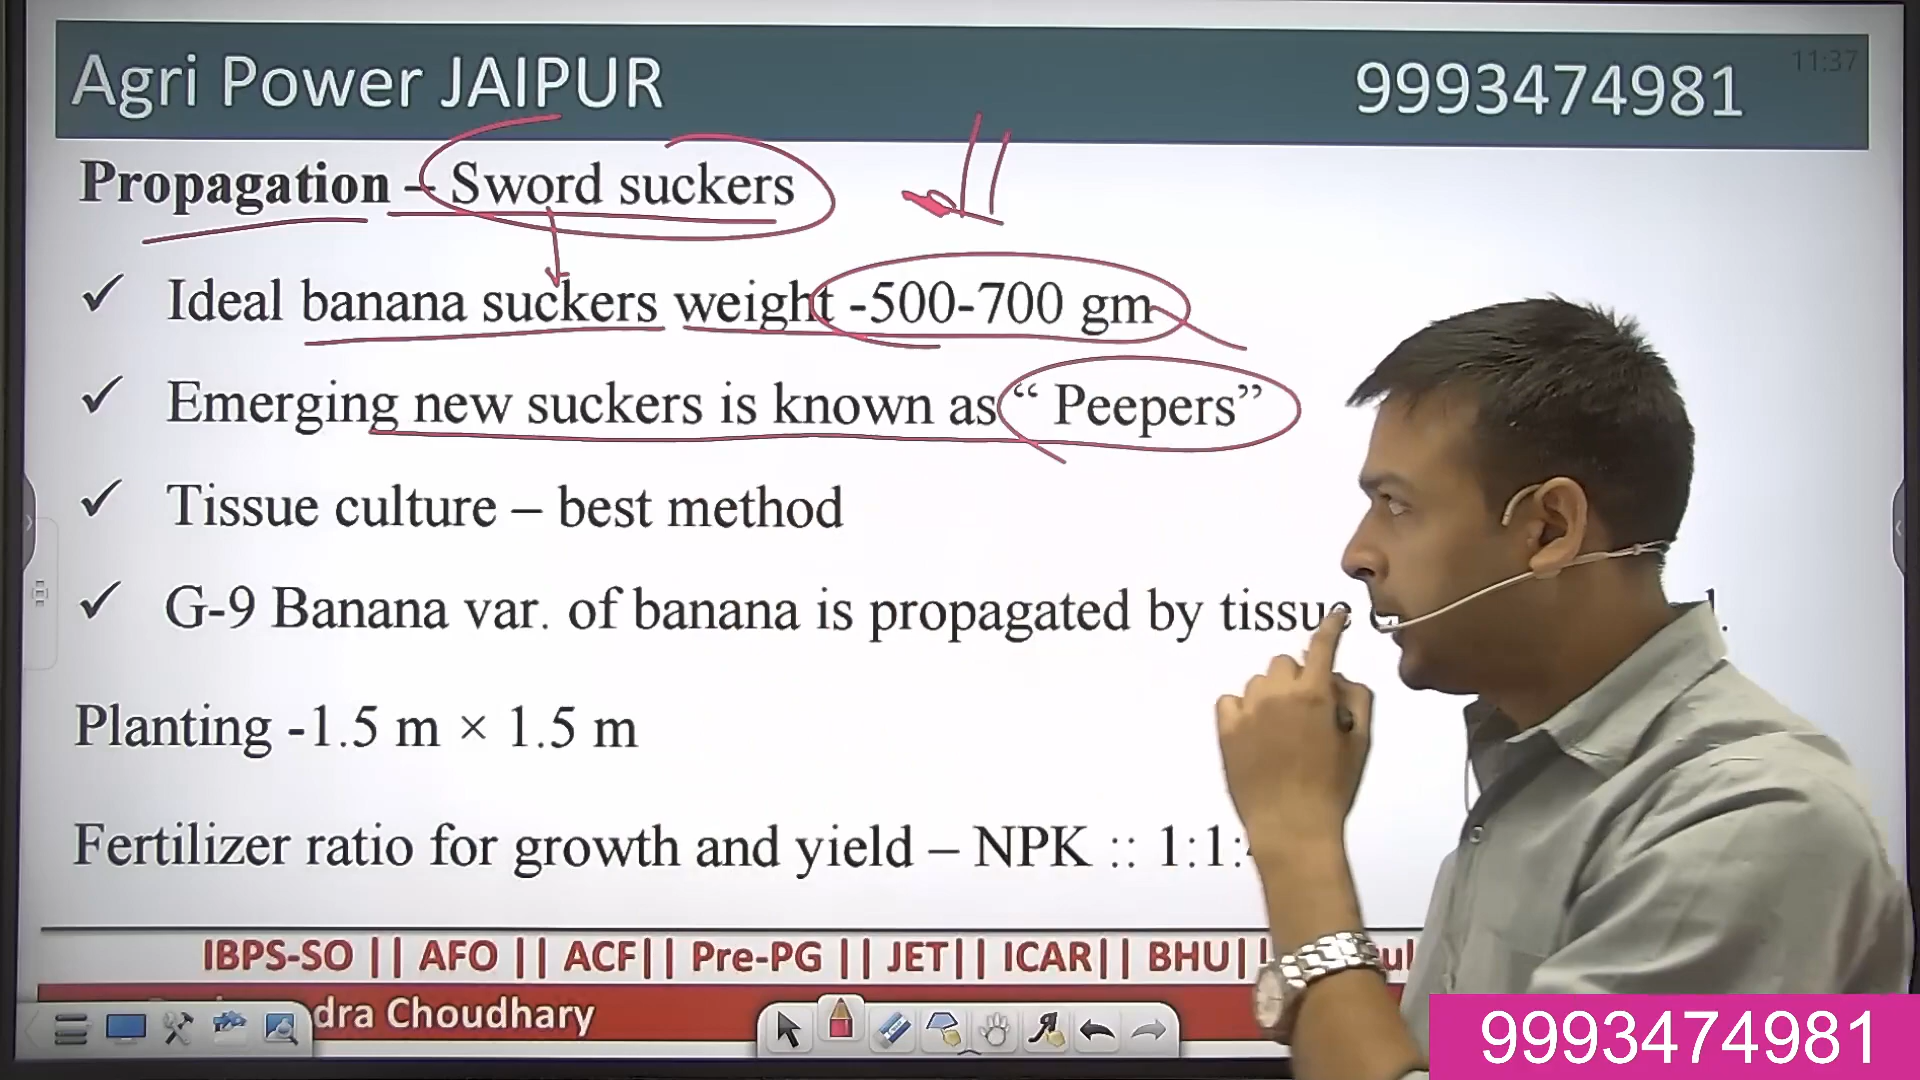 Agri Power JAIPUR 9993474981 11:37
Propagation – Sword suckers
✓ Ideal banana suckers weight -500-700 gm
✓ Emerging new suckers is known as “ Peepers”
✓ Tissue culture – best method
✓ G-9 Banana var. of banana is propagated by tissue
Planting -1.5 m × 1.5 m
Fertilizer ratio for growth and yield – NPK :: 1:1:
IBPS-SO || AFO || ACF|| Pre-PG || JET|| ICAR|| BHU||
Choudhary
9993474981